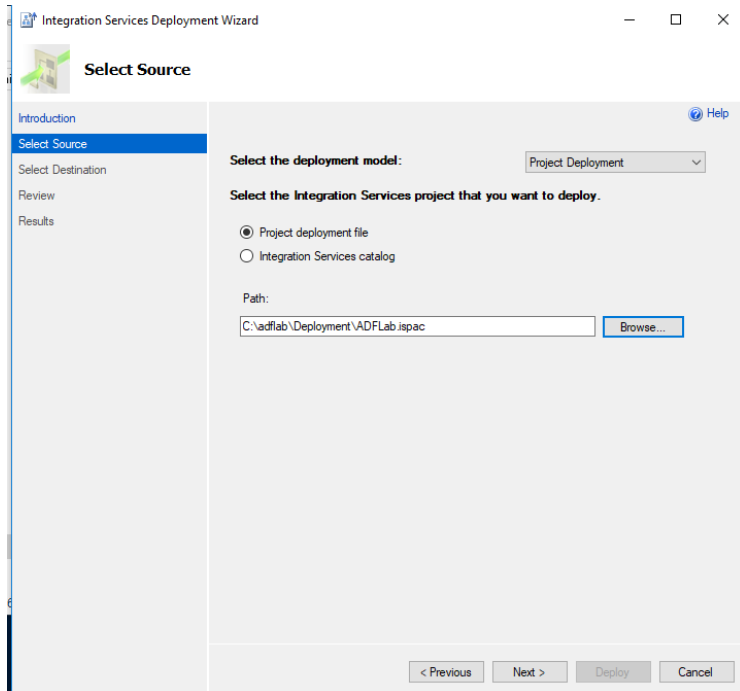 Integration Services Deployment Wizard
Select Source
Help
Introduction
Select Source
Select Destination
Review
Results
Select the deployment model:
Project Deployment
Select the Integration Services project that you want to deploy.
Project deployment file
Integration Services catalog
Path:
C:\adflab\Deployment\ADFLab.ispac
Browse...
< Previous
Next >
Deploy
Cancel